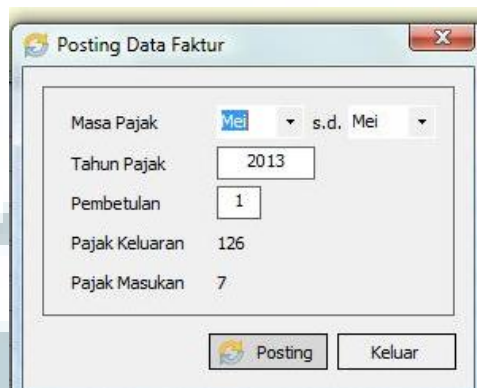 Posting Data Faktur
Masa Pajak Mei s.d. Mei
Tahun Pajak 2013
Pembetulan 1
Pajak Keluaran 126
Pajak Masukan 7
Posting Keluar